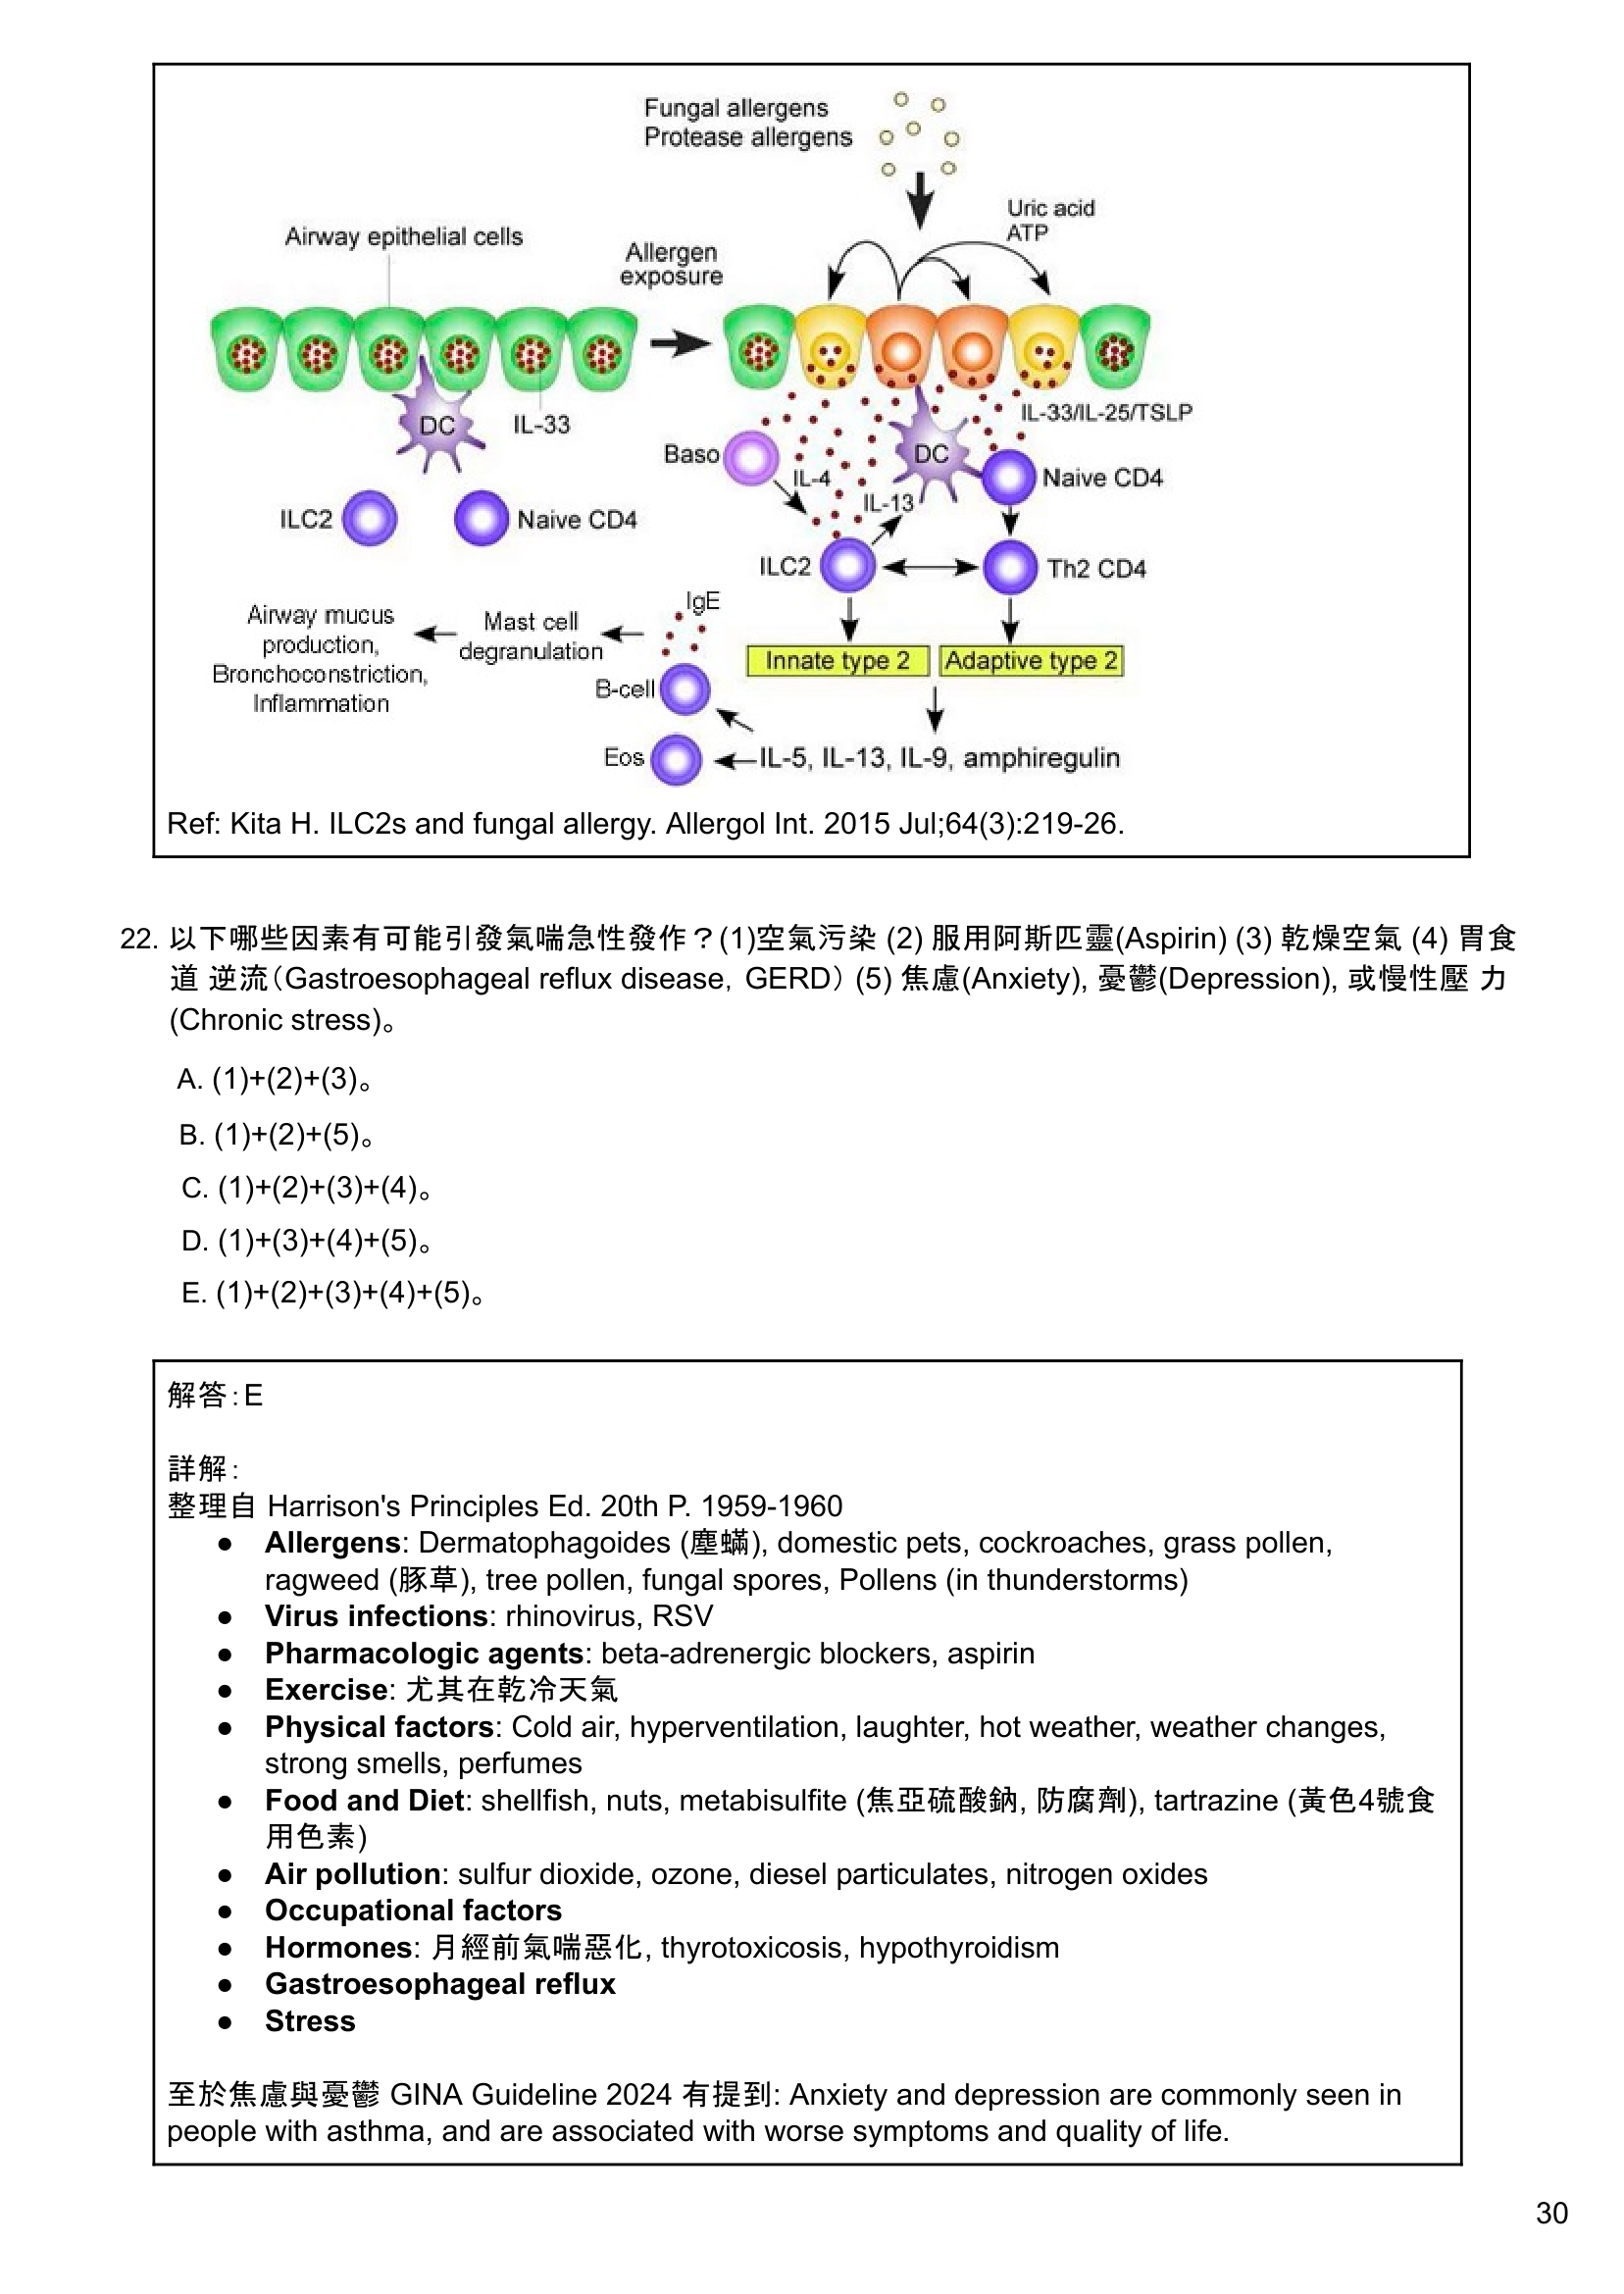 Fungal allergens
Protease allergens
Uric acid
ATP
Airway epithelial cells
Allergen
exposure
DC
IL-33
ILC2
Naive CD4
IL-33/IL-25/TSLP
Baso
IL-4
DC
IL-13
Naive CD4
ILC2
Th2 CD4
IgE
Airway mucus
production,
Bronchoconstriction,
Inflammation
Mast cell
degranulation
B-cell
Innate type 2
Adaptive type 2
Eos
IL-5, IL-13, IL-9, amphiregulin
Ref: Kita H. ILC2s and fungal allergy. Allergol Int. 2015 Jul;64(3):219-26.
22. 以下哪些因素有可能引發氣喘急性發作？(1)空氣污染 (2) 服用阿斯匹靈(Aspirin) (3) 乾燥空氣 (4) 胃食
道 逆流（Gastroesophageal reflux disease, GERD）(5) 焦慮(Anxiety), 憂鬱(Depression), 或慢性壓 力
(Chronic stress)。
A. (1)+(2)+(3)。
B. (1)+(2)+(5)。
C. (1)+(2)+(3)+(4)。
D. (1)+(3)+(4)+(5)。
E. (1)+(2)+(3)+(4)+(5)。
解答：E
詳解：
整理自 Harrison's Principles Ed. 20th P. 1959-1960
● Allergens: Dermatophagoides (塵蟎), domestic pets, cockroaches, grass pollen,
ragweed (豚草), tree pollen, fungal spores, Pollens (in thunderstorms)
● Virus infections: rhinovirus, RSV
● Pharmacologic agents: beta-adrenergic blockers, aspirin
● Exercise: 尤其在乾冷天氣
● Physical factors: Cold air, hyperventilation, laughter, hot weather, weather changes,
strong smells, perfumes
● Food and Diet: shellfish, nuts, metabisulfite (焦亞硫酸鈉, 防腐劑), tartrazine (黃色4號食
用色素)
● Air pollution: sulfur dioxide, ozone, diesel particulates, nitrogen oxides
● Occupational factors
● Hormones: 月經前氣喘惡化, thyrotoxicosis, hypothyroidism
● Gastroesophageal reflux
● Stress
至於焦慮與憂鬱 GINA Guideline 2024 有提到: Anxiety and depression are commonly seen in
people with asthma, and are associated with worse symptoms and quality of life.
30